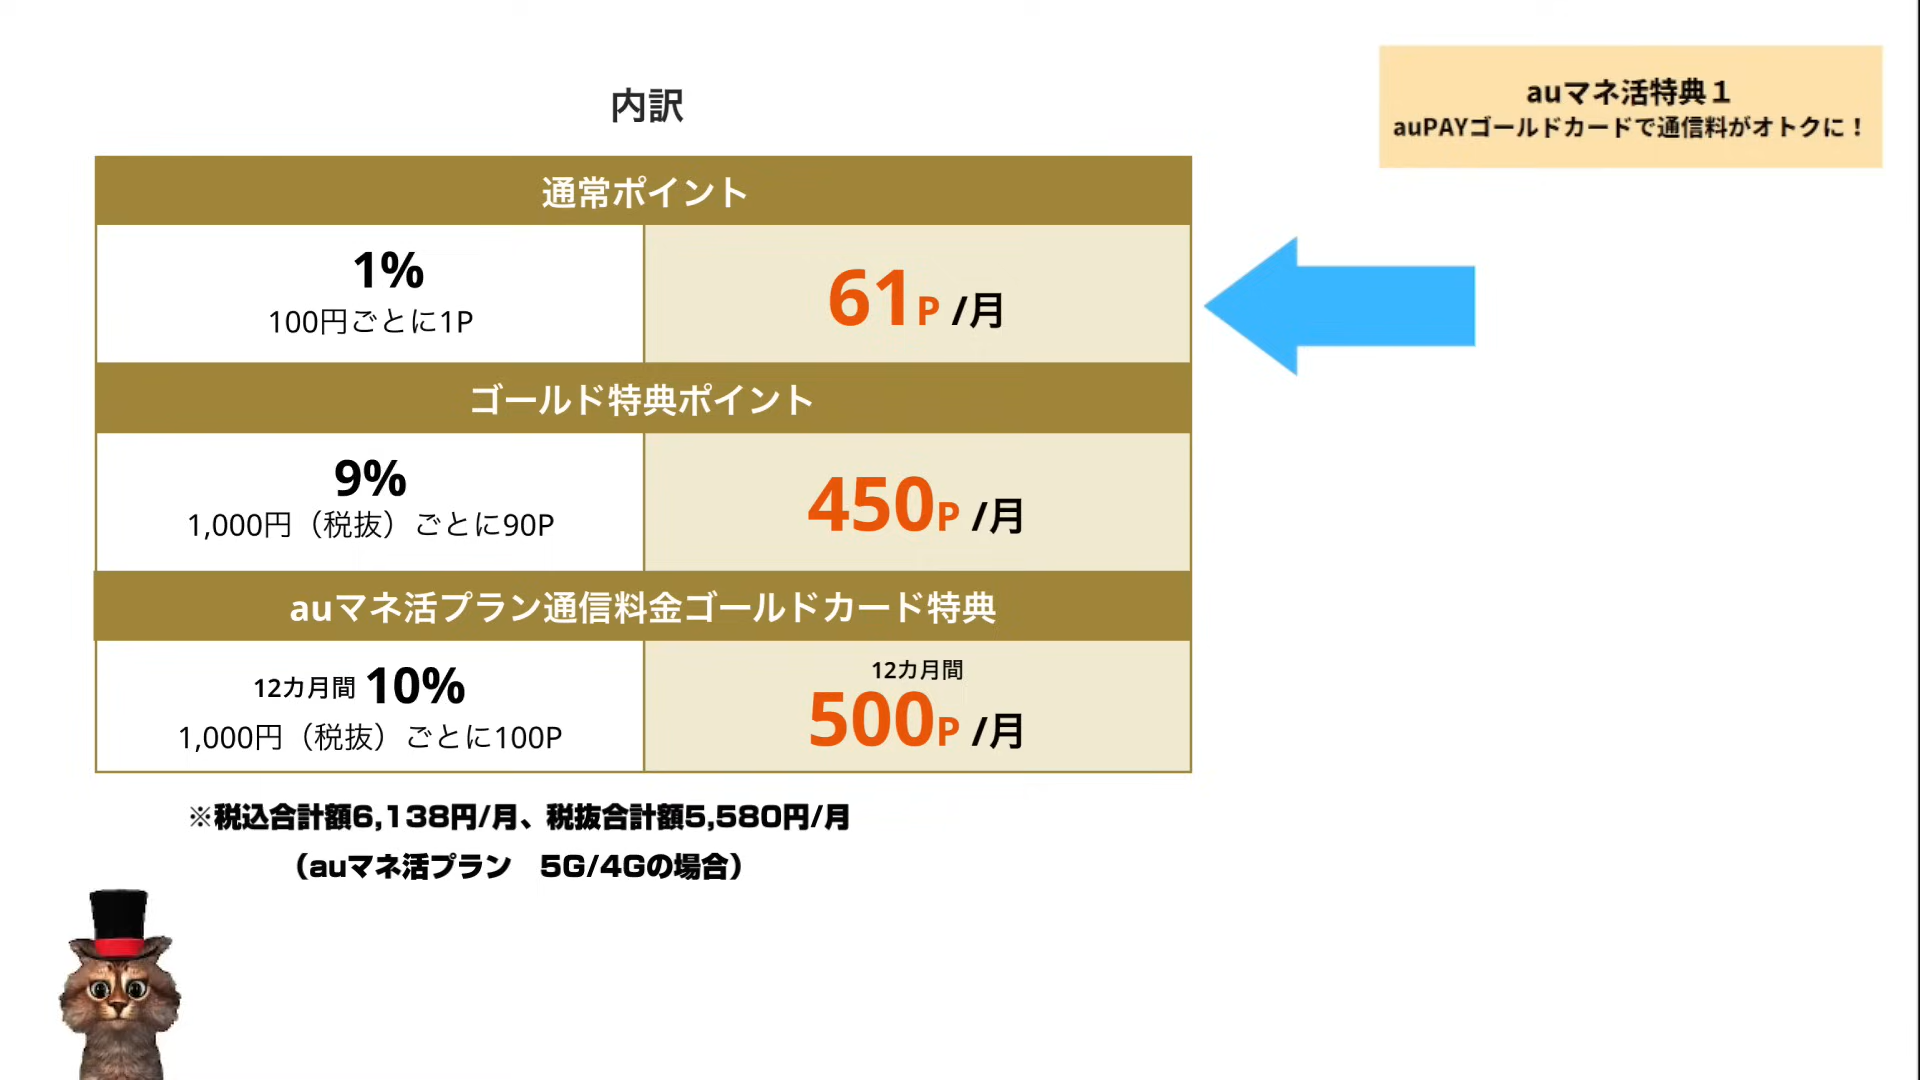 内訳
auマネ活特典１
auPAYゴールドカードで通信料がオトクに！
通常ポイント
1%
100円ごとに1P
61P /月
ゴールド特典ポイント
9%
1,000円（税抜）ごとに90P
450P /月
auマネ活プラン通信料金ゴールドカード特典
12カ月間 10%
1,000円（税抜）ごとに100P
12カ月間
500P /月
※税込合計額6,138円/月、税抜合計額5,580円/月
（auマネ活プラン　5G/4Gの場合）